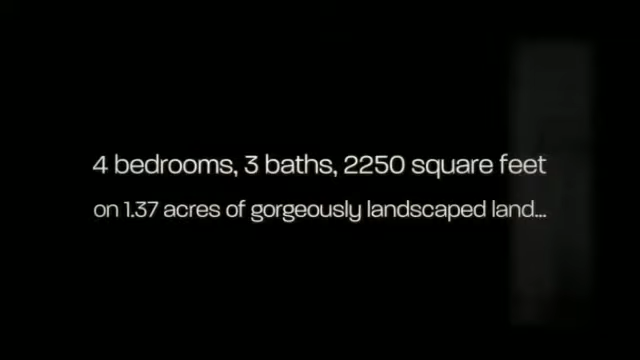 4 bedrooms, 3 baths, 2250 square feet
on 1.37 acres of gorgeously landscaped land...